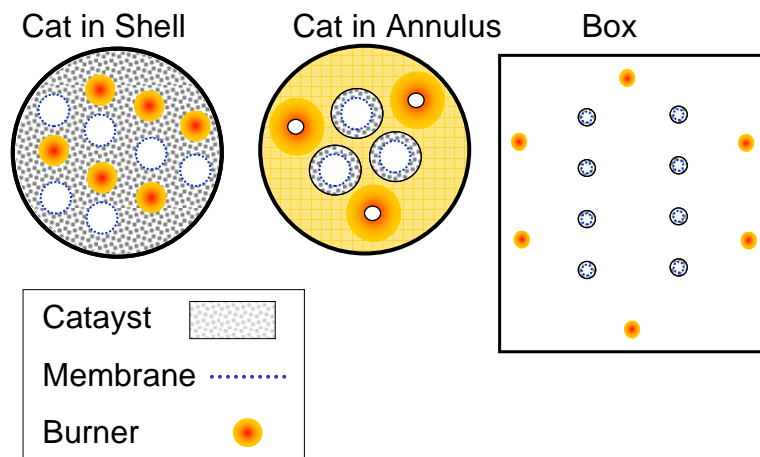 Cat in Shell
Cat in Annulus
Box
Catayst
Membrane
Burner